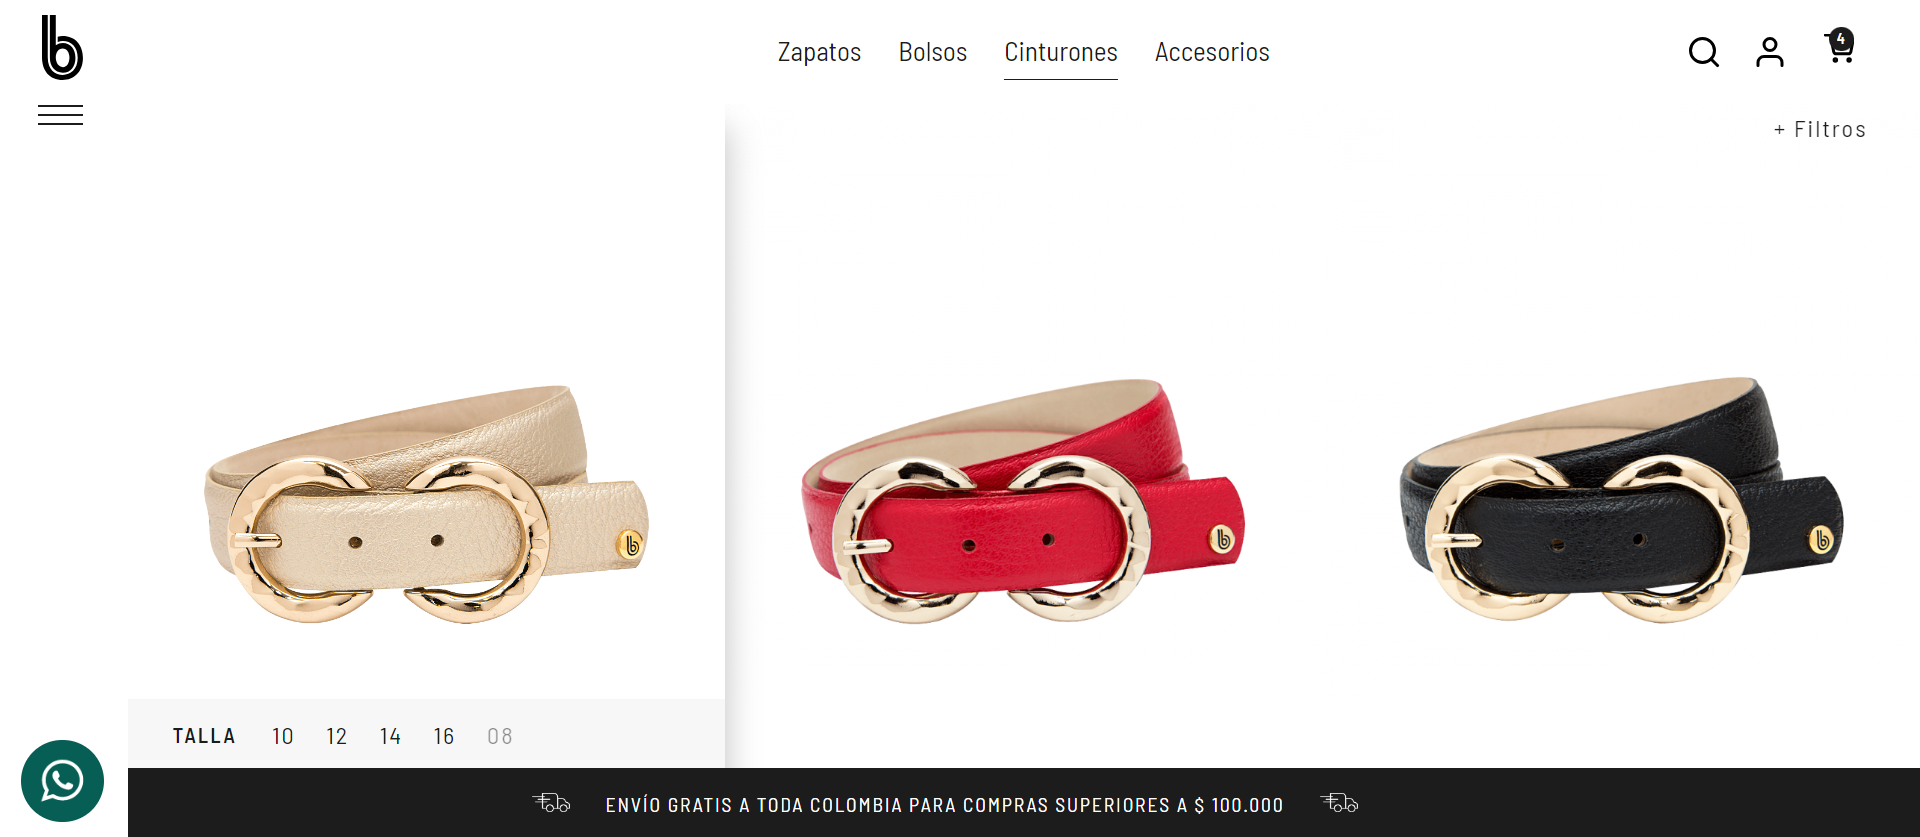 b
Zapatos Bolsos Cinturones Accesorios
4
+ Filtros
b
b
b
TALLA 10 12 14 16 08
ENVÍO GRATIS A TODA COLOMBIA PARA COMPRAS SUPERIORES A $ 100.000